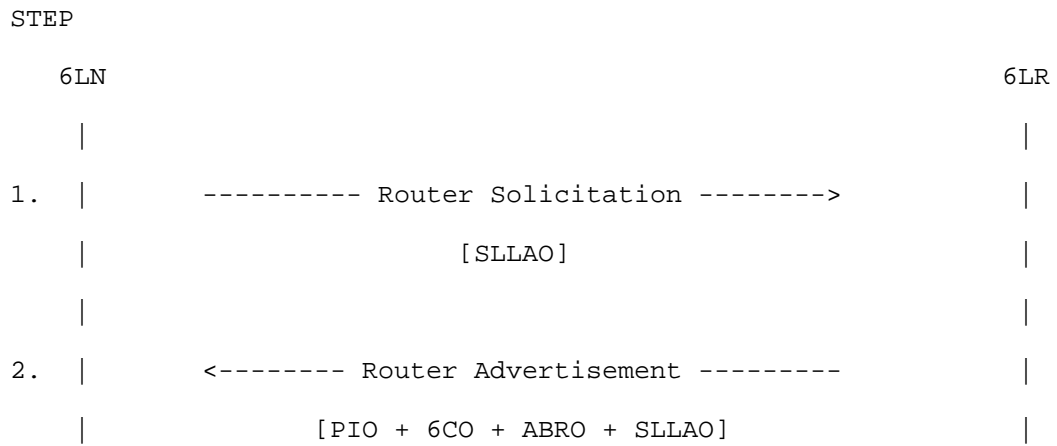 STEP
6LN 6LR
| |
1. | ---------- Router Solicitation --------> |
| [SLLAO] |
| |
2. | <-------- Router Advertisement --------- |
| [PIO + 6CO + ABRO + SLLAO] |